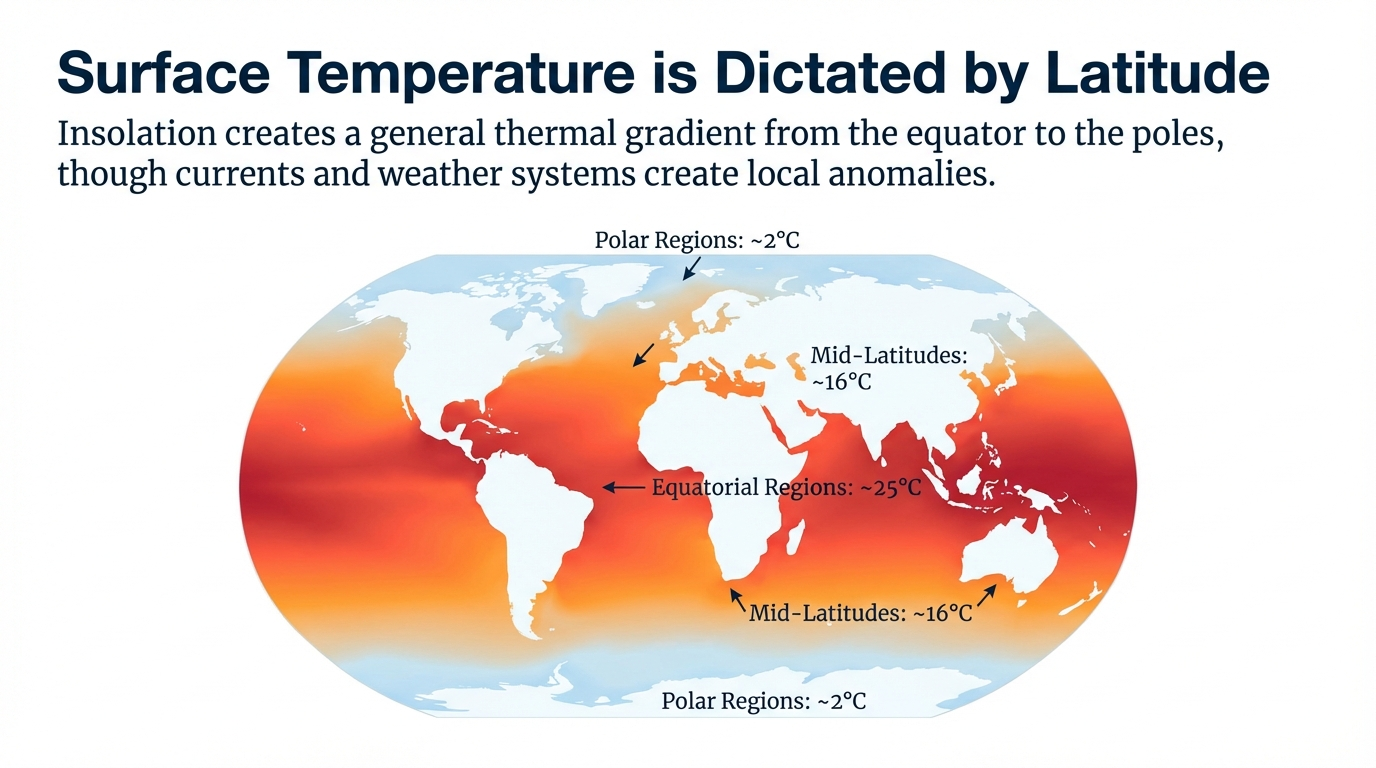 Surface Temperature is Dictated by Latitude
Insolation creates a general thermal gradient from the equator to the poles,
though currents and weather systems create local anomalies.
Polar Regions: ~2°C
Mid-Latitudes:
~16°C
Equatorial Regions: ~25°C
Mid-Latitudes: ~16°C
Polar Regions: ~2°C